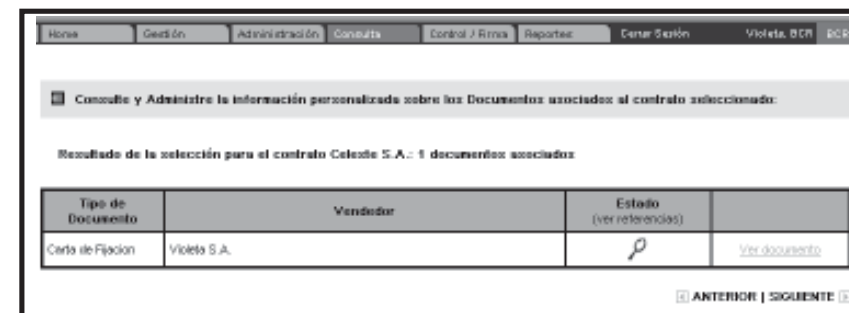 Home Gestión Administración Consulta Control / Firma Reportes Cerrar Sesión Violeta, BCR BCR
Consulte y Administre la información personalizada sobre los Documentos asociados al contrato seleccionado:
Resultado de la selección para el contrato Celeste S.A.: 1 documentos asociados
Tipo de Documento Vendedor Estado (ver referencias)
Carta de Fijacion Violeta S.A. Ver documento
ANTERIOR | SIGUIENTE